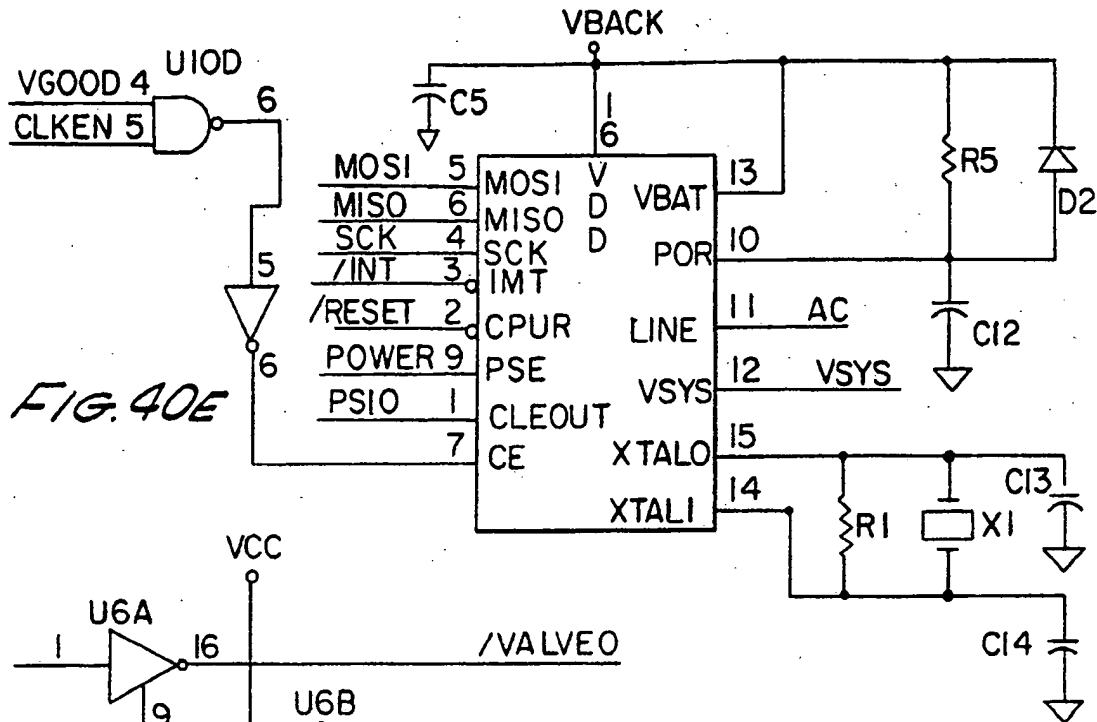 VBACK
U10D
VGOOD 4
6
CLKEN 5
C5
1
6
MOSI 5
MOSI
V
D
D
VBAT
13
R5
D2
MISO 6
MISO
SCK 4
SCK
POR
10
/INT 3
IMT
5
/RESET 2
CPUR
LINE
11
AC
C12
6
POWER 9
PSE
VSYS
12
VSYS
FIG. 40E
PSIO 1
CLEOUT
7
CE
XTALO
15
C13
XTALI
14
R1
X1
VCC
U6A
1
16
/VALVE0
C14
9
U6B